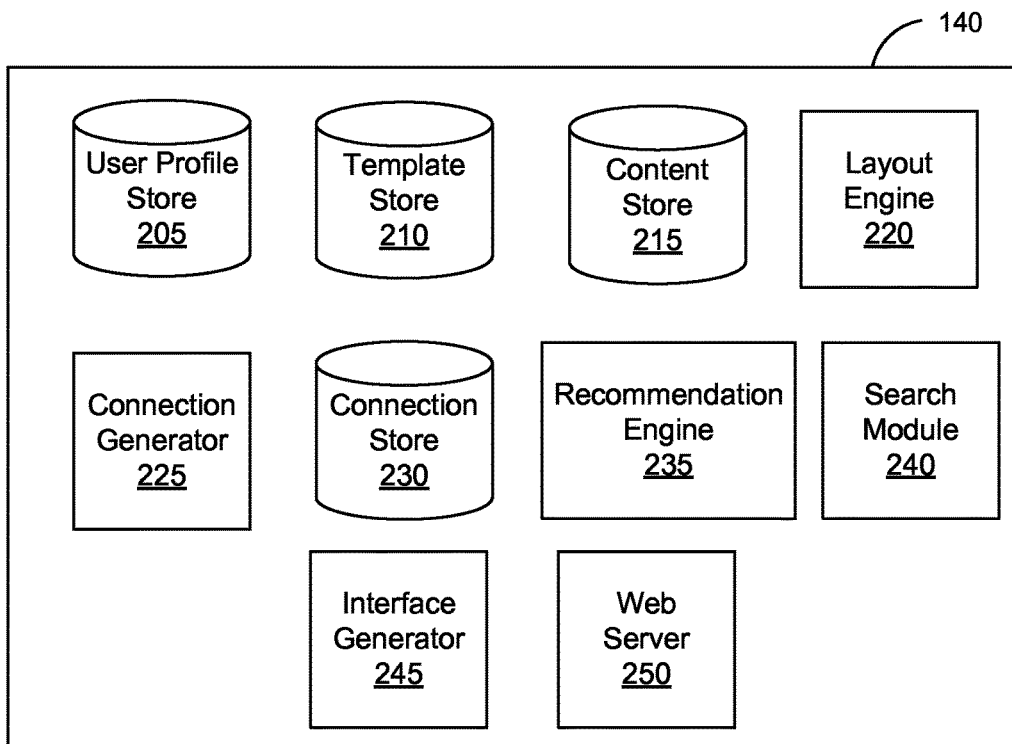 140
User Profile
Store
205
Template
Store
210
Content
Store
215
Layout
Engine
220
Connection
Generator
225
Connection
Store
230
Recommendation
Engine
235
Search
Module
240
Interface
Generator
245
Web
Server
250